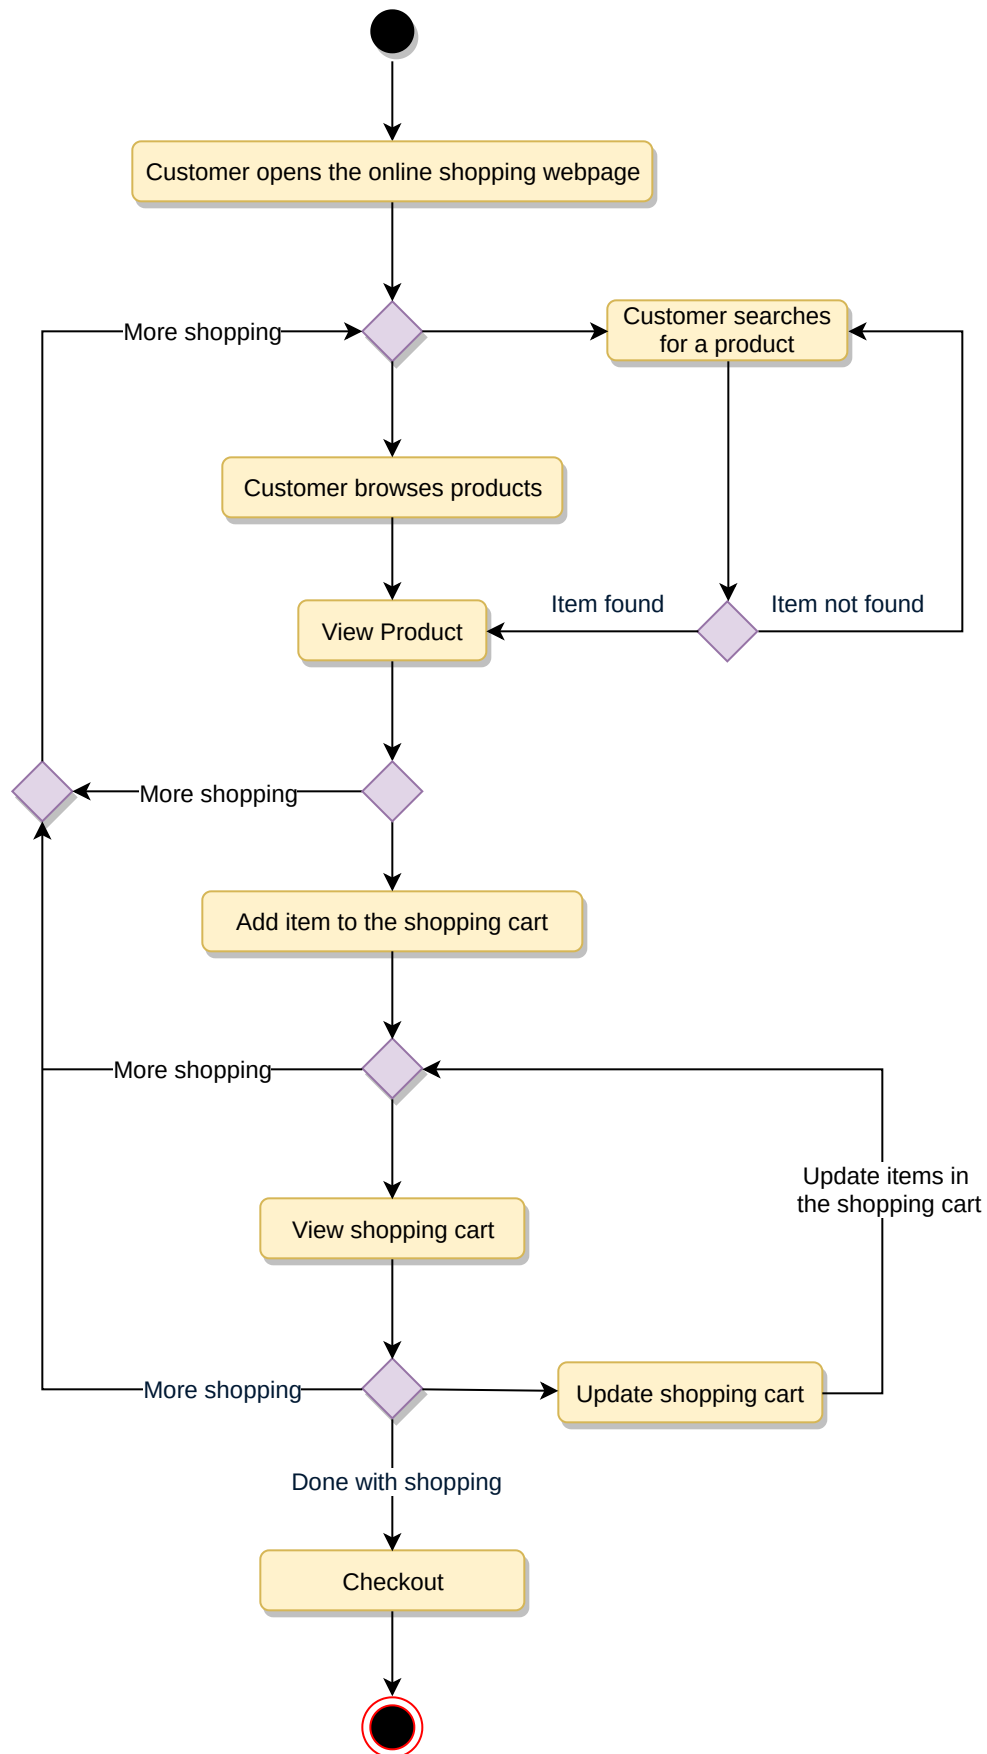 Customer opens the online shopping webpage
More shopping
Customer searches
for a product
Customer browses products
Item found
Item not found
View Product
More shopping
Add item to the shopping cart
More shopping
Update items in
the shopping cart
View shopping cart
More shopping
Update shopping cart
Done with shopping
Checkout